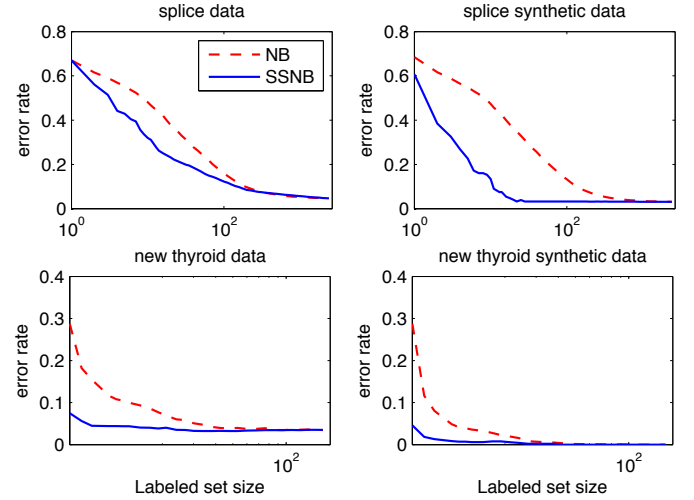 splice data
0.8
0.6
0.4
0.2
0
error rate
10^0
10^2
NB
SSNB
splice synthetic data
0.8
0.6
0.4
0.2
0
error rate
10^0
10^2
new thyroid data
0.4
0.3
0.2
0.1
0
error rate
10^2
Labeled set size
new thyroid synthetic data
0.4
0.3
0.2
0.1
0
error rate
10^2
Labeled set size